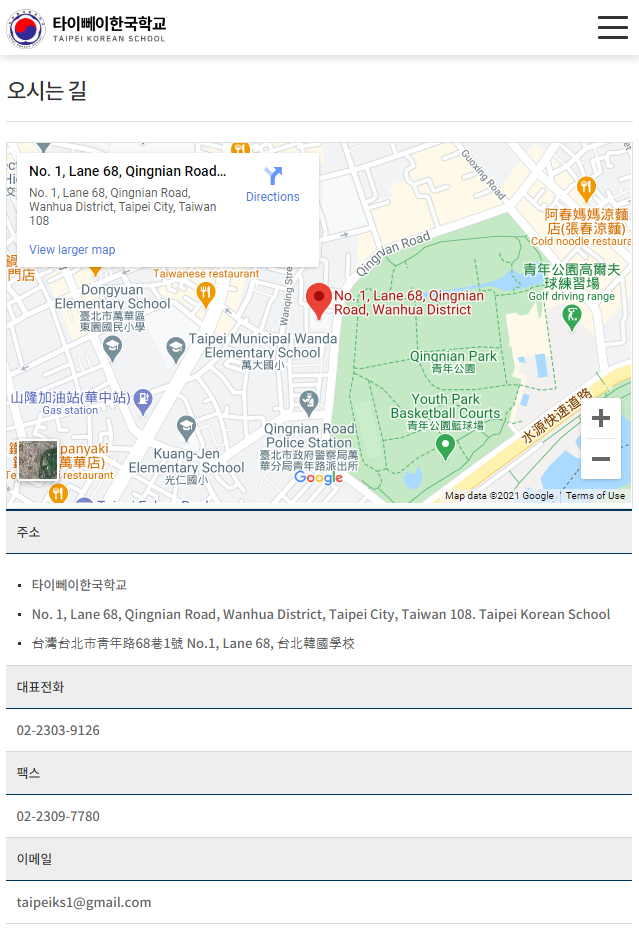 타이뻬이한국학교
TAIPEI KOREAN SCHOOL
오시는 길
No. 1, Lane 68, Qingnian Road...
No. 1, Lane 68, Qingnian Road,
Wanhua District, Taipei City, Taiwan
108
Directions
View larger map
Guoxing Road
阿春媽媽涼麵
店(張春涼麵)
Cold noodle restaura
Qingnian Road
門店
Taiwanese restaurant
青年公園高爾夫
球練習場
Golf driving range
Dongyuan
Elementary School
臺北市萬華區
東園國民小學
Wanqing Stre
No. 1, Lane 68, Qingnian
Road, Wanhua District
Taipei Municipal Wanda
Elementary School
萬大國小
Qingnian Park
青年公園
山隆加油站(華中站)
Gas station
Youth Park
Basketball Courts
青年公園籃球場
水源快速道路
Qingnian Road
Police Station
臺北市政府警察局萬
華分局青年路派出所
panyaki
萬華店)
restaurant
Kuang-Jen
Elementary School
光仁國小
Google
Map data ©2021 Google
Terms of Use
주소
타이뻬이한국학교
No. 1, Lane 68, Qingnian Road, Wanhua District, Taipei City, Taiwan 108. Taipei Korean School
台灣台北市靑年路68巷1號 No.1, Lane 68, 台北韓國學校
대표전화
02-2303-9126
팩스
02-2309-7780
이메일
taipeiks1@gmail.com